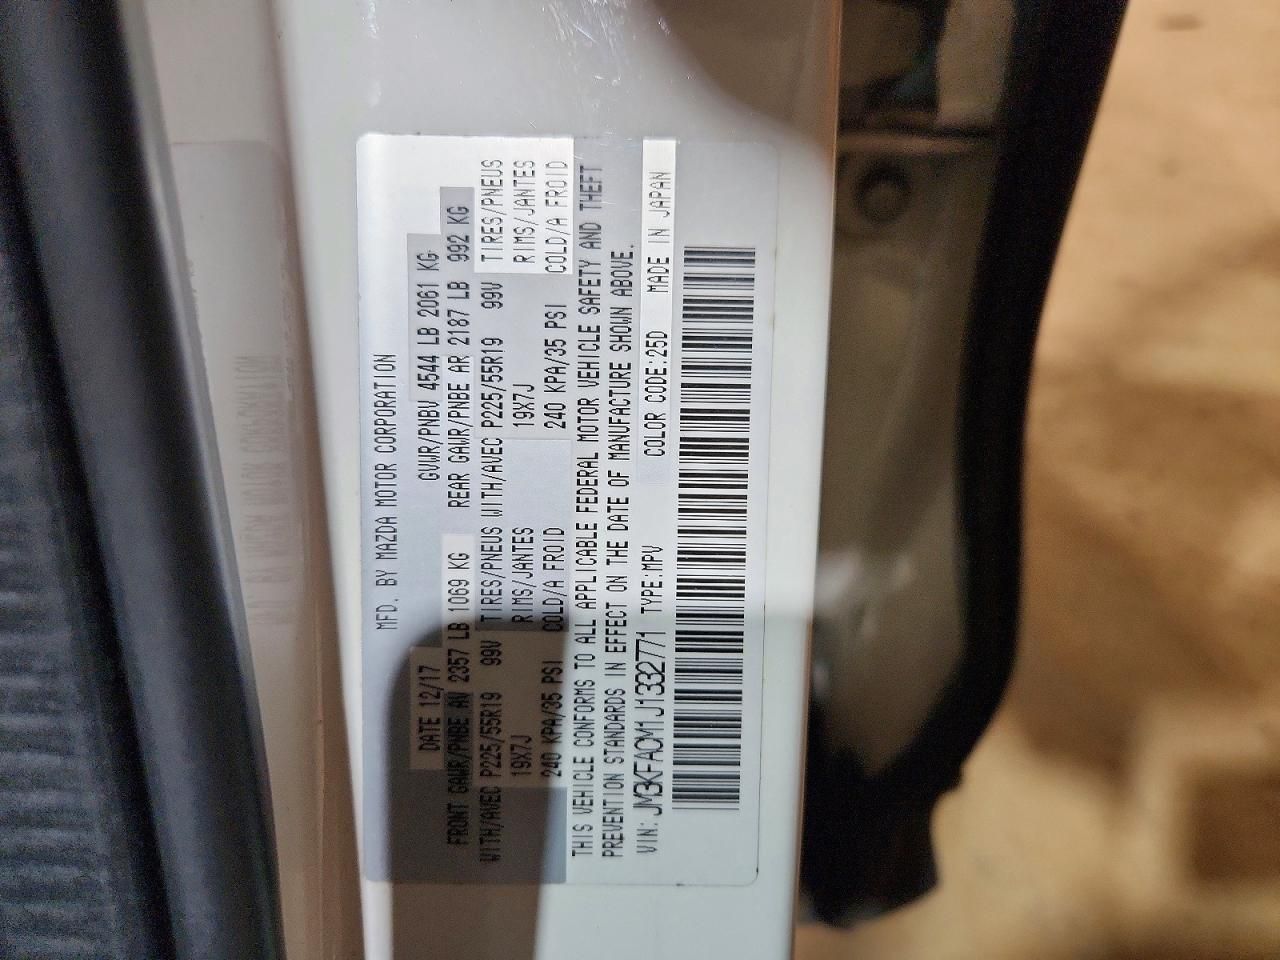 MFD. BY MAZDA MOTOR CORPORATION
DATE 12/17 GVWR/PNBV 4544 LB 2061 KG
FRONT GAWR/PNBE AV 2357 LB 1069 KG REAR GAWR/PNBE AR 2187 LB 992 KG
WITH/AVEC P225/55R19 99V TIRES/PNEUS WITH/AVEC P225/55R19 99V TIRES/PNEUS
19X7J RIMS/JANTES 19X7J RIMS/JANTES
240 KPA/35 PSI COLD/A FROID 240 KPA/35 PSI COLD/A FROID
THIS VEHICLE CONFORMS TO ALL APPLICABLE FEDERAL MOTOR VEHICLE SAFETY AND THEFT
PREVENTION STANDARDS IN EFFECT ON THE DATE OF MANUFACTURE SHOWN ABOVE.
VIN: JM3KFACM1J1332771 TYPE:MPV COLOR CODE:25D MADE IN JAPAN